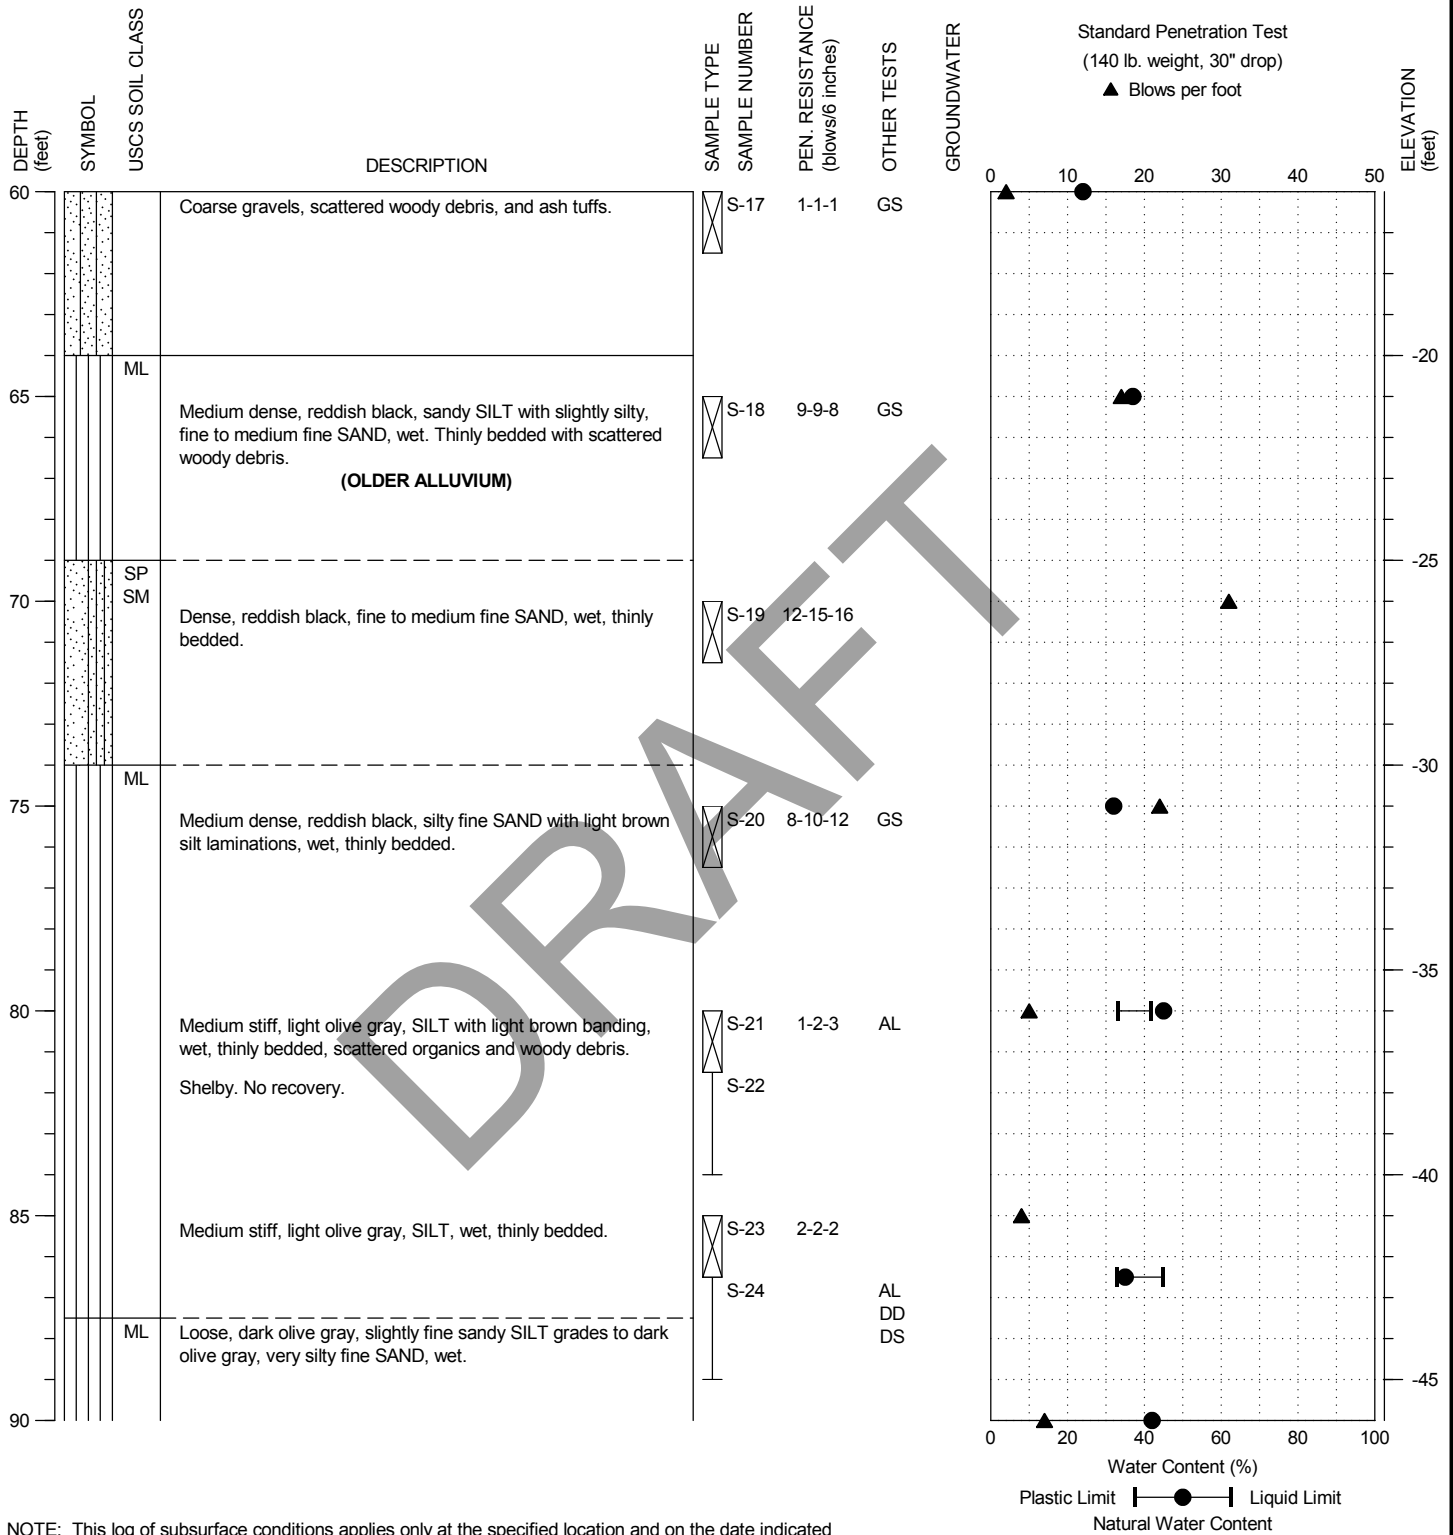 DEPTH
(feet)
SYMBOL
USCS SOIL CLASS
DESCRIPTION
SAMPLE TYPE
SAMPLE NUMBER
PEN. RESISTANCE
(blows/6 inches)
OTHER TESTS
GROUNDWATER
Standard Penetration Test
(140 lb. weight, 30" drop)
▲ Blows per foot
ELEVATION
(feet)
0 10 20 30 40 50
60
Coarse gravels, scattered woody debris, and ash tuffs.
S-17 1-1-1 GS
-20
ML
65
Medium dense, reddish black, sandy SILT with slightly silty,
fine to medium fine SAND, wet. Thinly bedded with scattered
woody debris.
(OLDER ALLUVIUM)
S-18 9-9-8 GS
-25
SP
SM
70
Dense, reddish black, fine to medium fine SAND, wet, thinly
bedded.
S-19 12-15-16
-30
ML
75
Medium dense, reddish black, silty fine SAND with light brown
silt laminations, wet, thinly bedded.
S-20 8-10-12 GS
-35
80
Medium stiff, light olive gray, SILT with light brown banding,
wet, thinly bedded, scattered organics and woody debris.
S-21 1-2-3 AL
Shelby. No recovery.
S-22
-40
85
Medium stiff, light olive gray, SILT, wet, thinly bedded.
S-23 2-2-2
S-24 AL
DD
DS
ML
Loose, dark olive gray, slightly fine sandy SILT grades to dark
olive gray, very silty fine SAND, wet.
-45
90
0 20 40 60 80 100
Water Content (%)
Plastic Limit Liquid Limit
Natural Water Content
NOTE: This log of subsurface conditions applies only at the specified location and on the date indicated
DRAFT